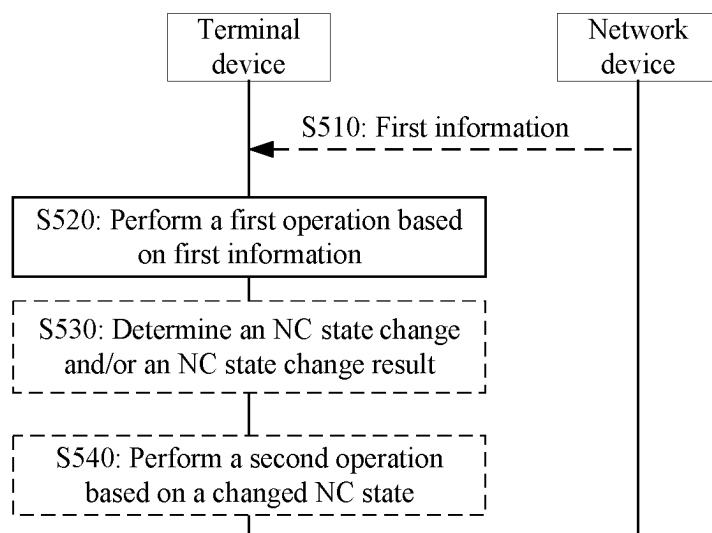 Terminal
device
Network
device
S510: First information
S520: Perform a first operation based
on first information
S530: Determine an NC state change
and/or an NC state change result
S540: Perform a second operation
based on a changed NC state